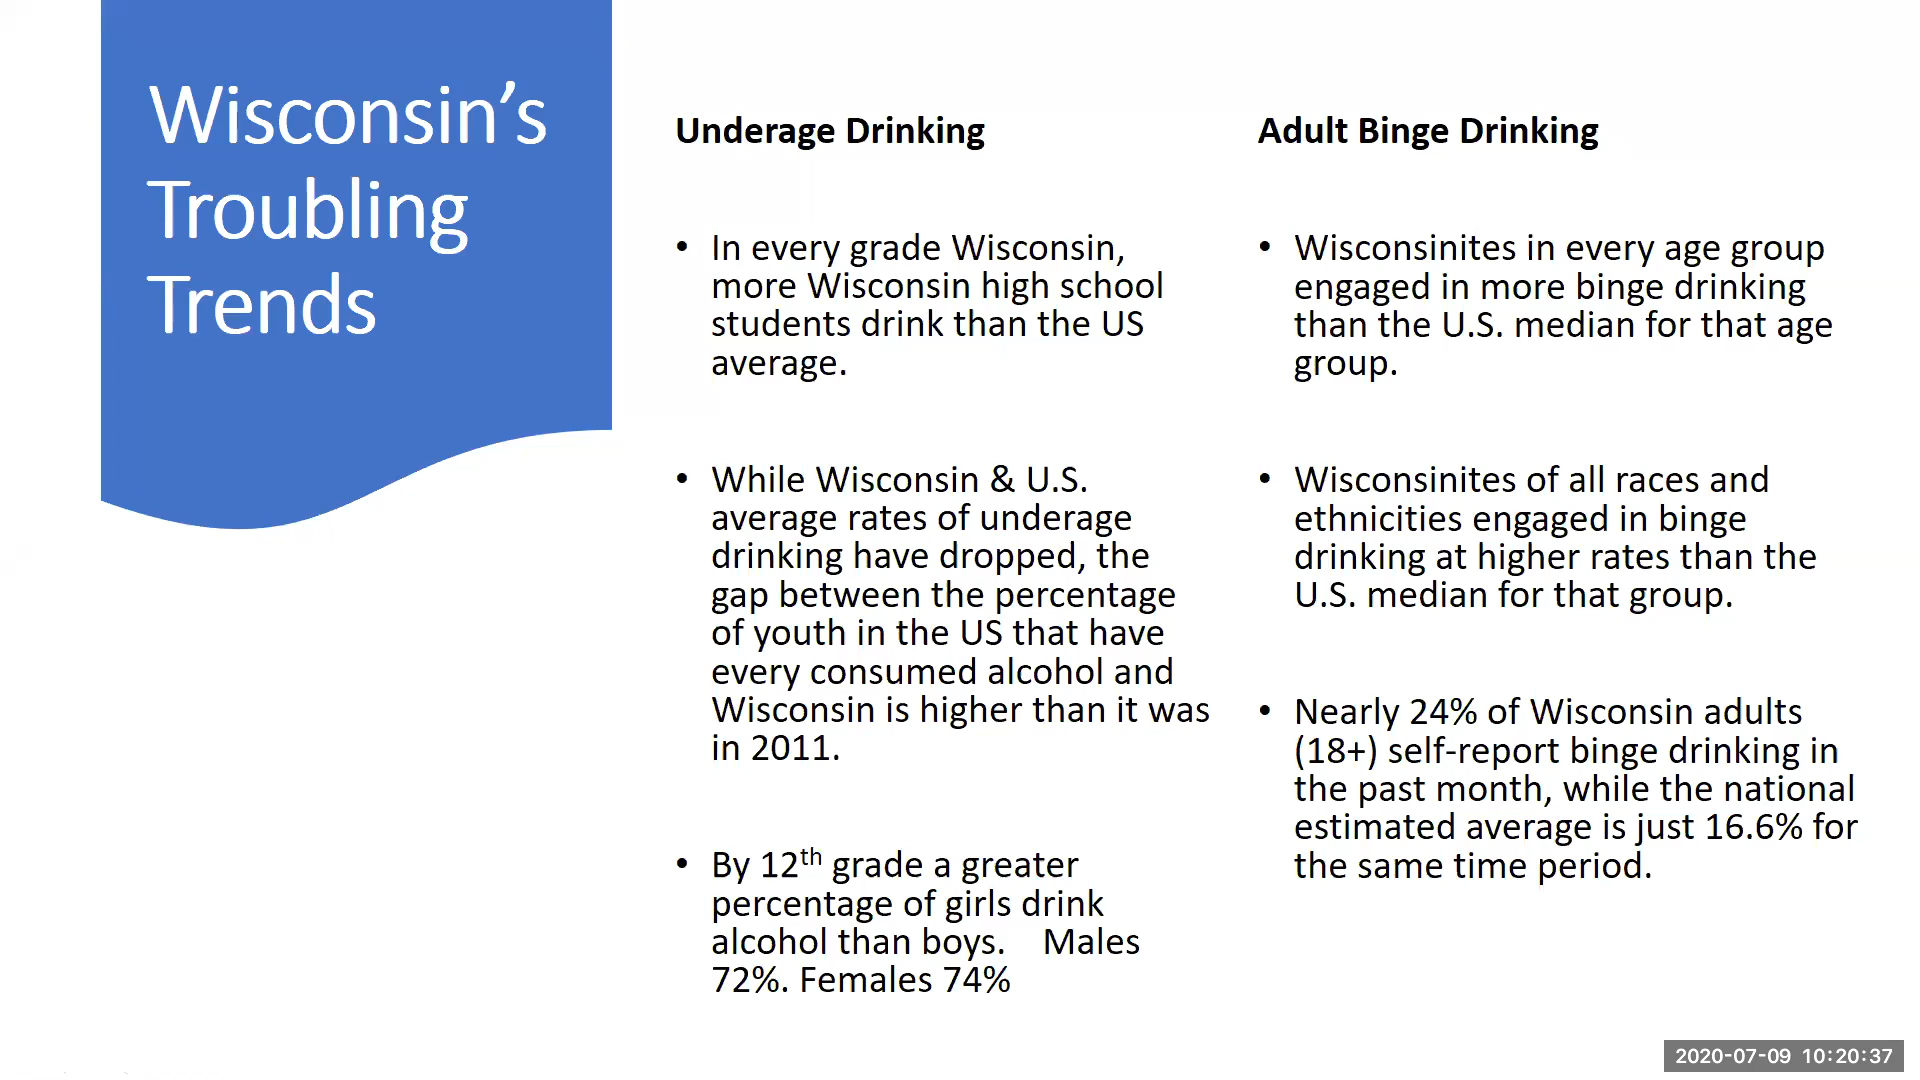 Wisconsin’s
Troubling
Trends
Underage Drinking
• In every grade Wisconsin,
more Wisconsin high school
students drink than the US
average.
• While Wisconsin & U.S.
average rates of underage
drinking have dropped, the
gap between the percentage
of youth in the US that have
every consumed alcohol and
Wisconsin is higher than it was
in 2011.
• By 12th grade a greater
percentage of girls drink
alcohol than boys. Males
72%. Females 74%
Adult Binge Drinking
• Wisconsinites in every age group
engaged in more binge drinking
than the U.S. median for that age
group.
• Wisconsinites of all races and
ethnicities engaged in binge
drinking at higher rates than the
U.S. median for that group.
• Nearly 24% of Wisconsin adults
(18+) self-report binge drinking in
the past month, while the national
estimated average is just 16.6% for
the same time period.
2020-07-09 10:20:37